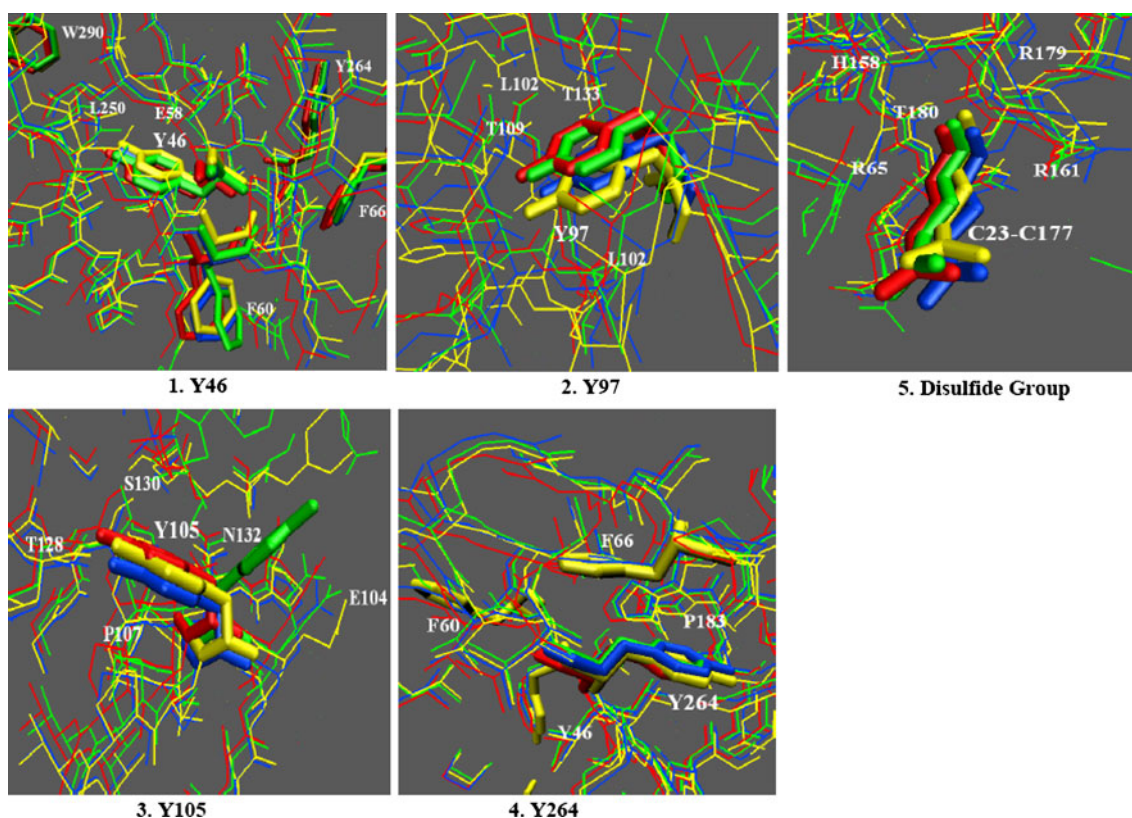 W290
Y264
L250
E58
Y46
F66
F60
1. Y46
L102
T133
T109
Y97
L102
2. Y97
H158
R179
T180
R65
R161
C23-C177
5. Disulfide Group
S130
Y105
N132
T128
E104
P107
3. Y105
F66
F60
P183
Y264
Y46
4. Y264